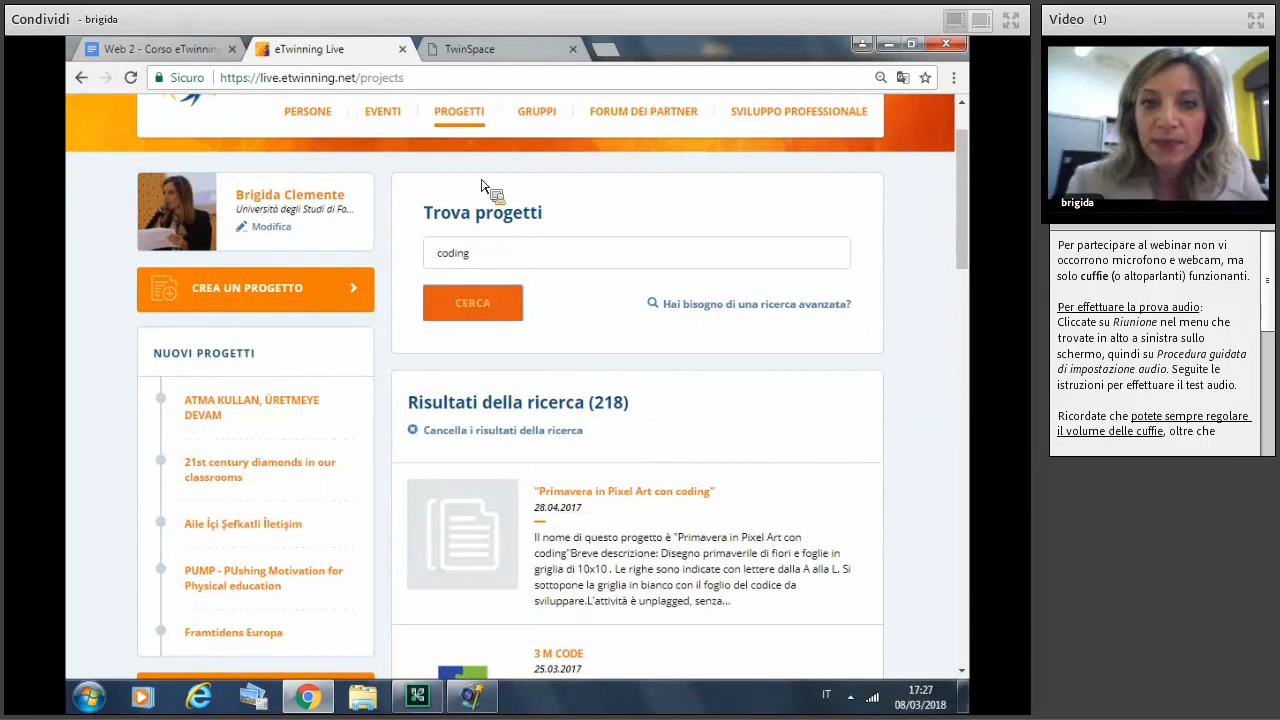 Condividi - brigida
Web 2 - Corso eTwinning
eTwinning Live
TwinSpace
Sicuro
https://live.etwinning.net/projects
PERSONE
EVENTI
PROGETTI
GRUPPI
FORUM DEI PARTNER
SVILUPPO PROFESSIONALE
Brigida Clemente
Università degli Studi di Fo...
Modifica
CREA UN PROGETTO
NUOVI PROGETTI
ATMA KULLAN, ÜRETMEYE
DEVAM
21st century diamonds in our
classrooms
Aile İçi Şefkatli İletişim
PUMP - PUshing Motivation for
Physical education
Framtidens Europa
Trova progetti
coding
CERCA
Hai bisogno di una ricerca avanzata?
Risultati della ricerca (218)
Cancella i risultati della ricerca
"Primavera in Pixel Art con coding"
28.04.2017
Il nome di questo progetto è "Primavera in Pixel Art con
coding"Breve descrizione: Disegno primaverile di fiori e foglie in
griglia di 10x10 . Le righe sono indicate con lettere dalla A alla L. Si
sottopone la griglia in bianco con il foglio del codice da
sviluppare.L'attività è unplagged, senza...
3 M CODE
25.03.2017
IT
17:27
08/03/2018
Video (1)
brigida
Per partecipare al webinar non vi
occorrono microfono e webcam, ma
solo cuffie (o altoparlanti) funzionanti.
Per effettuare la prova audio:
Cliccate su Riunione nel menu che
trovate in alto a sinistra sullo
schermo, quindi su Procedura guidata
di impostazione audio. Seguite le
istruzioni per effettuare il test audio.
Ricordate che potete sempre regolare
il volume delle cuffie, oltre che